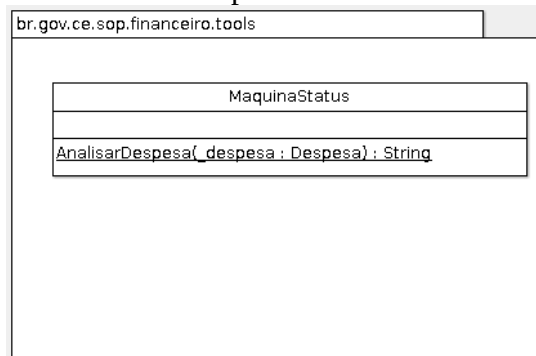 br.gov.ce.sop.financeiro.tools
MaquinaStatus
AnalisarDespesa(_despesa : Despesa) : String